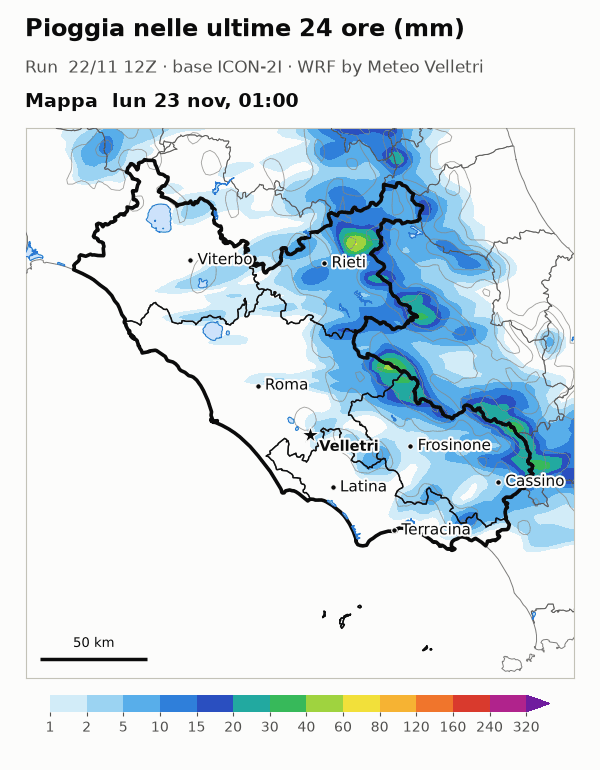 Pioggia nelle ultime 24 ore (mm)
Run 22/11 12Z · base ICON-2I · WRF by Meteo Velletri
Mappa lun 23 nov, 01:00
Viterbo
Rieti
Roma
Velletri
Frosinone
Cassino
Latina
Terracina
50 km
1 2 5 10 15 20 30 40 60 80 120 160 240 320